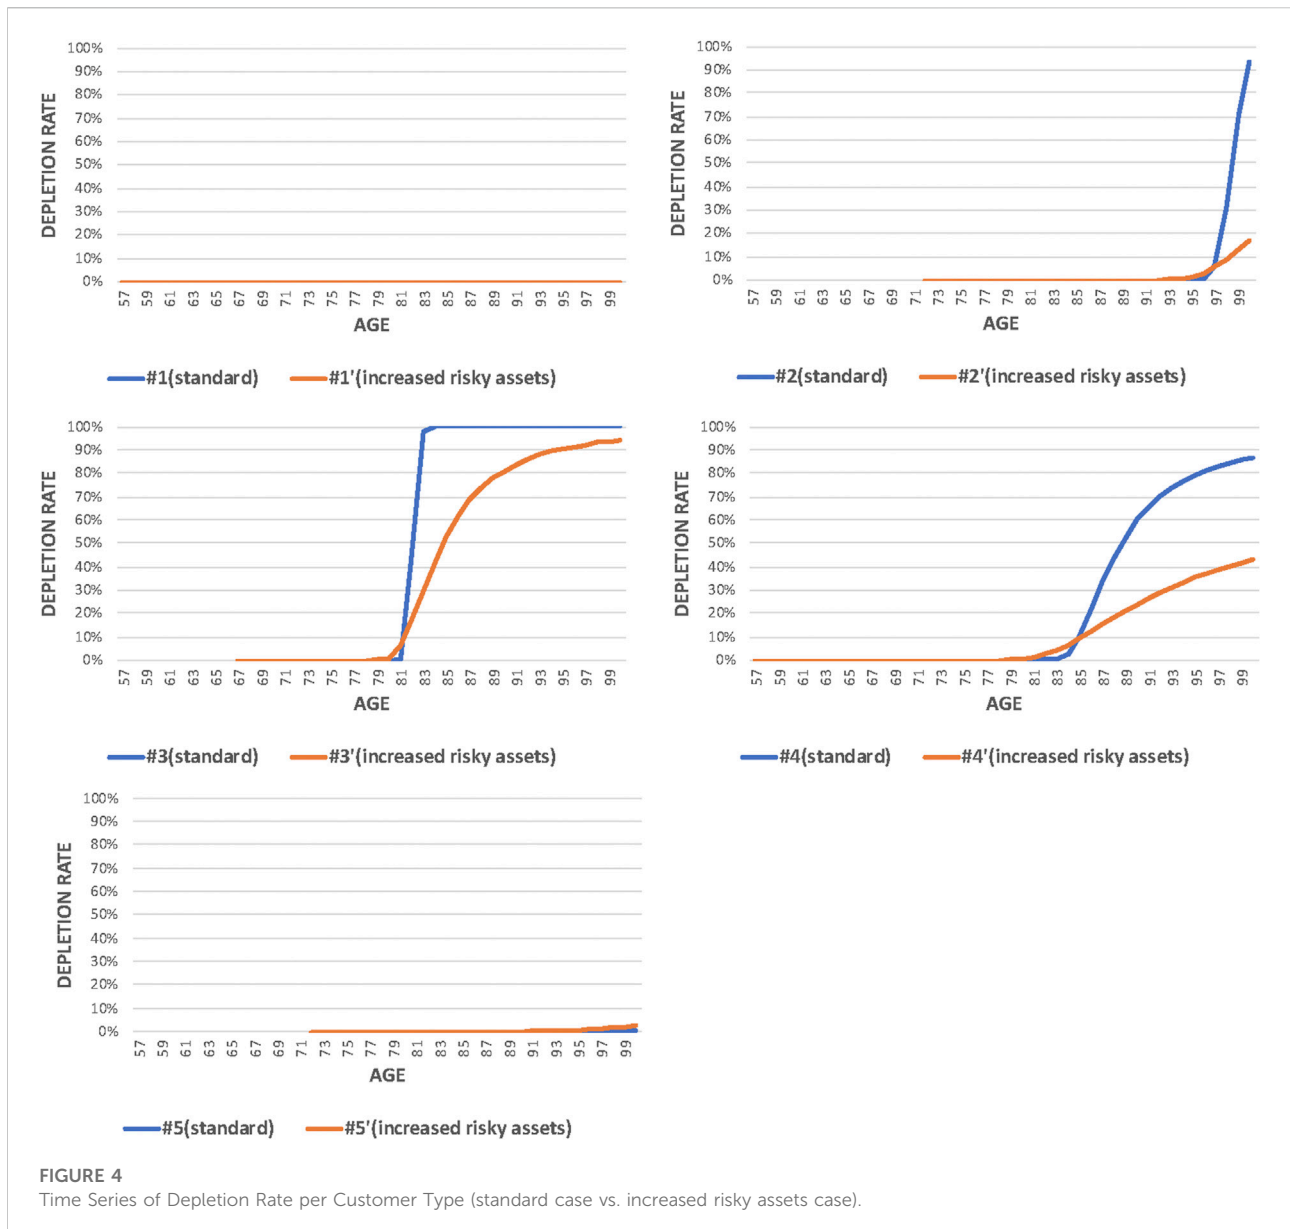 100%
90%
80%
70%
60%
50%
40%
30%
20%
10%
0%
DEPLETION RATE
57 59 61 63 65 67 69 71 73 75 77 79 81 83 85 87 89 91 93 95 97 99
AGE
#1(standard) #1'(increased risky assets)
100%
90%
80%
70%
60%
50%
40%
30%
20%
10%
0%
DEPLETION RATE
57 59 61 63 65 67 69 71 73 75 77 79 81 83 85 87 89 91 93 95 97 99
AGE
#2(standard) #2'(increased risky assets)
100%
90%
80%
70%
60%
50%
40%
30%
20%
10%
0%
DEPLETION RATE
57 59 61 63 65 67 69 71 73 75 77 79 81 83 85 87 89 91 93 95 97 99
AGE
#3(standard) #3'(increased risky assets)
100%
90%
80%
70%
60%
50%
40%
30%
20%
10%
0%
DEPLETION RATE
57 59 61 63 65 67 69 71 73 75 77 79 81 83 85 87 89 91 93 95 97 99
AGE
#4(standard) #4'(increased risky assets)
100%
90%
80%
70%
60%
50%
40%
30%
20%
10%
0%
DEPLETION RATE
57 59 61 63 65 67 69 71 73 75 77 79 81 83 85 87 89 91 93 95 97 99
AGE
#5(standard) #5'(increased risky assets)
FIGURE 4
Time Series of Depletion Rate per Customer Type (standard case vs. increased risky assets case).